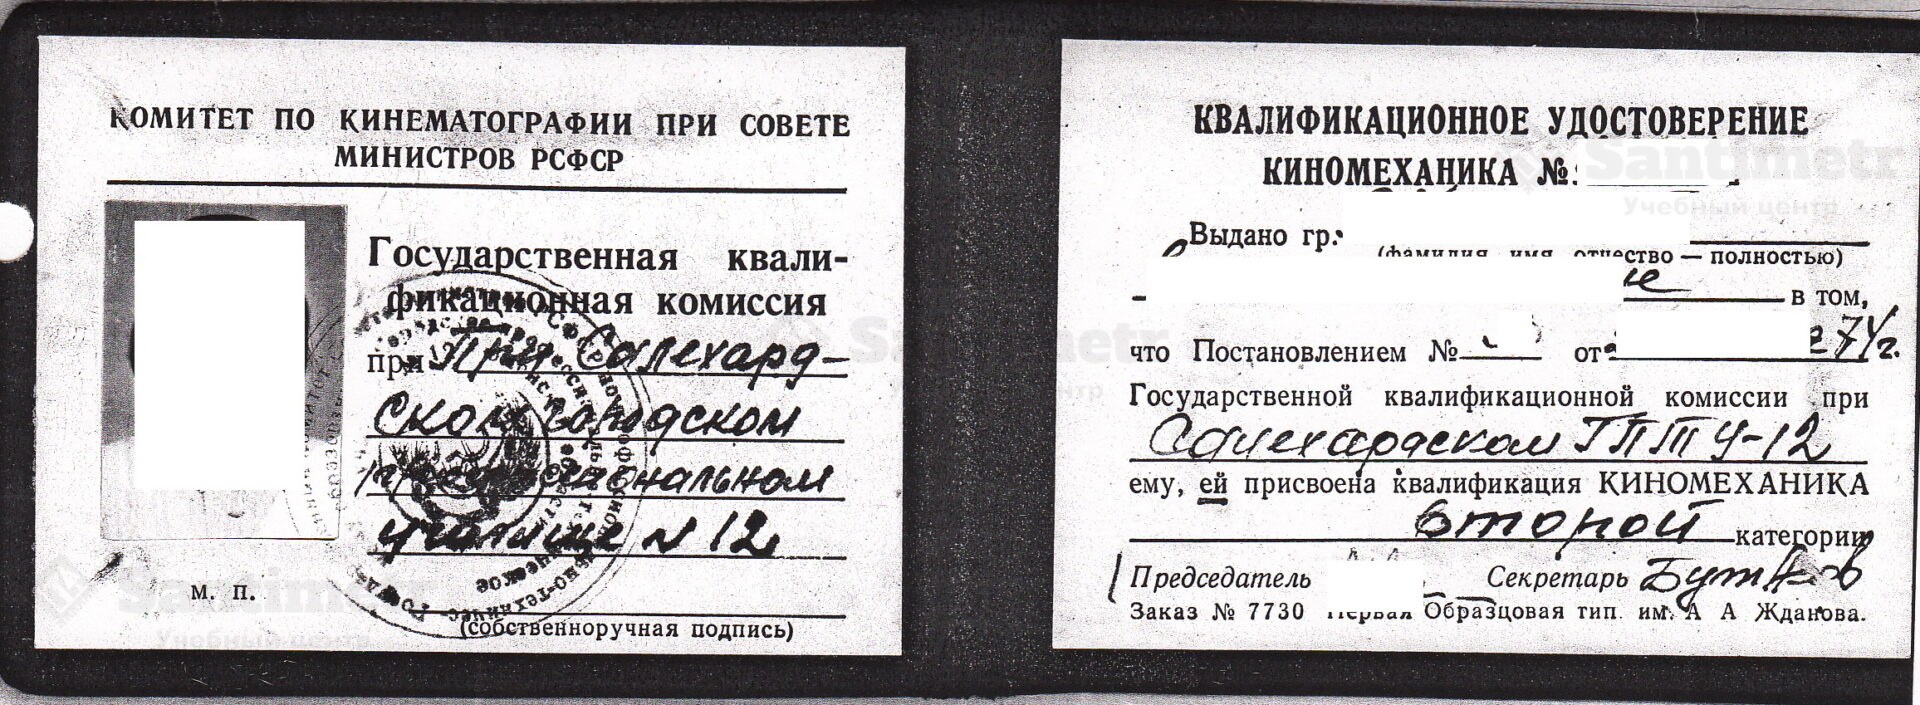 КОМИТЕТ ПО КИНЕМАТОГРАФИИ ПРИ СОВЕТЕ
МИНИСТРОВ РСФСР
Государственная квали-
фикационная комиссия
при При Салехард-
ском городском
профессиональном
училище № 12
М. П.
(собственноручная подпись)
КВАЛИФИКАЦИОННОЕ УДОСТОВЕРЕНИЕ
КИНОМЕХАНИКА №
Выдано гр.
(фамилия имя отчество — полностью)
в том,
что Постановлением № от 74г.
Государственной квалификационной комиссии при
Салехардском ГПТУ-12
ему, ей присвоена квалификация КИНОМЕХАНИКА
второй категории
Председатель Секретарь
Заказ № 7730 Первая Образцовая тип. им. А А Жданова.
Santimetr
Учебный центр